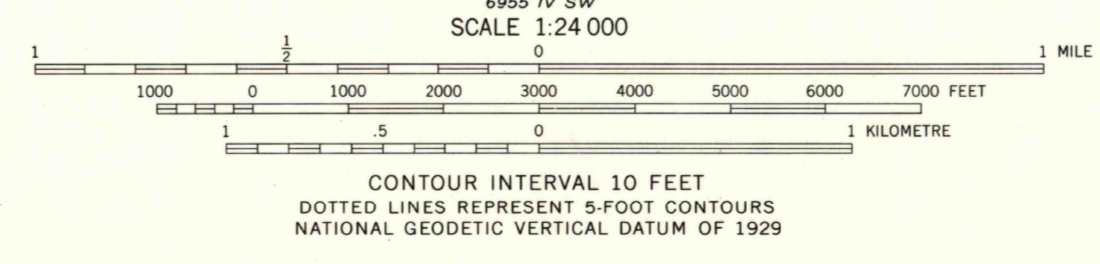 6955 IV SW
SCALE 1:24 000
1 1/2 0 1 MILE
1000 0 1000 2000 3000 4000 5000 6000 7000 FEET
1 .5 0 1 KILOMETRE
CONTOUR INTERVAL 10 FEET
DOTTED LINES REPRESENT 5-FOOT CONTOURS
NATIONAL GEODETIC VERTICAL DATUM OF 1929